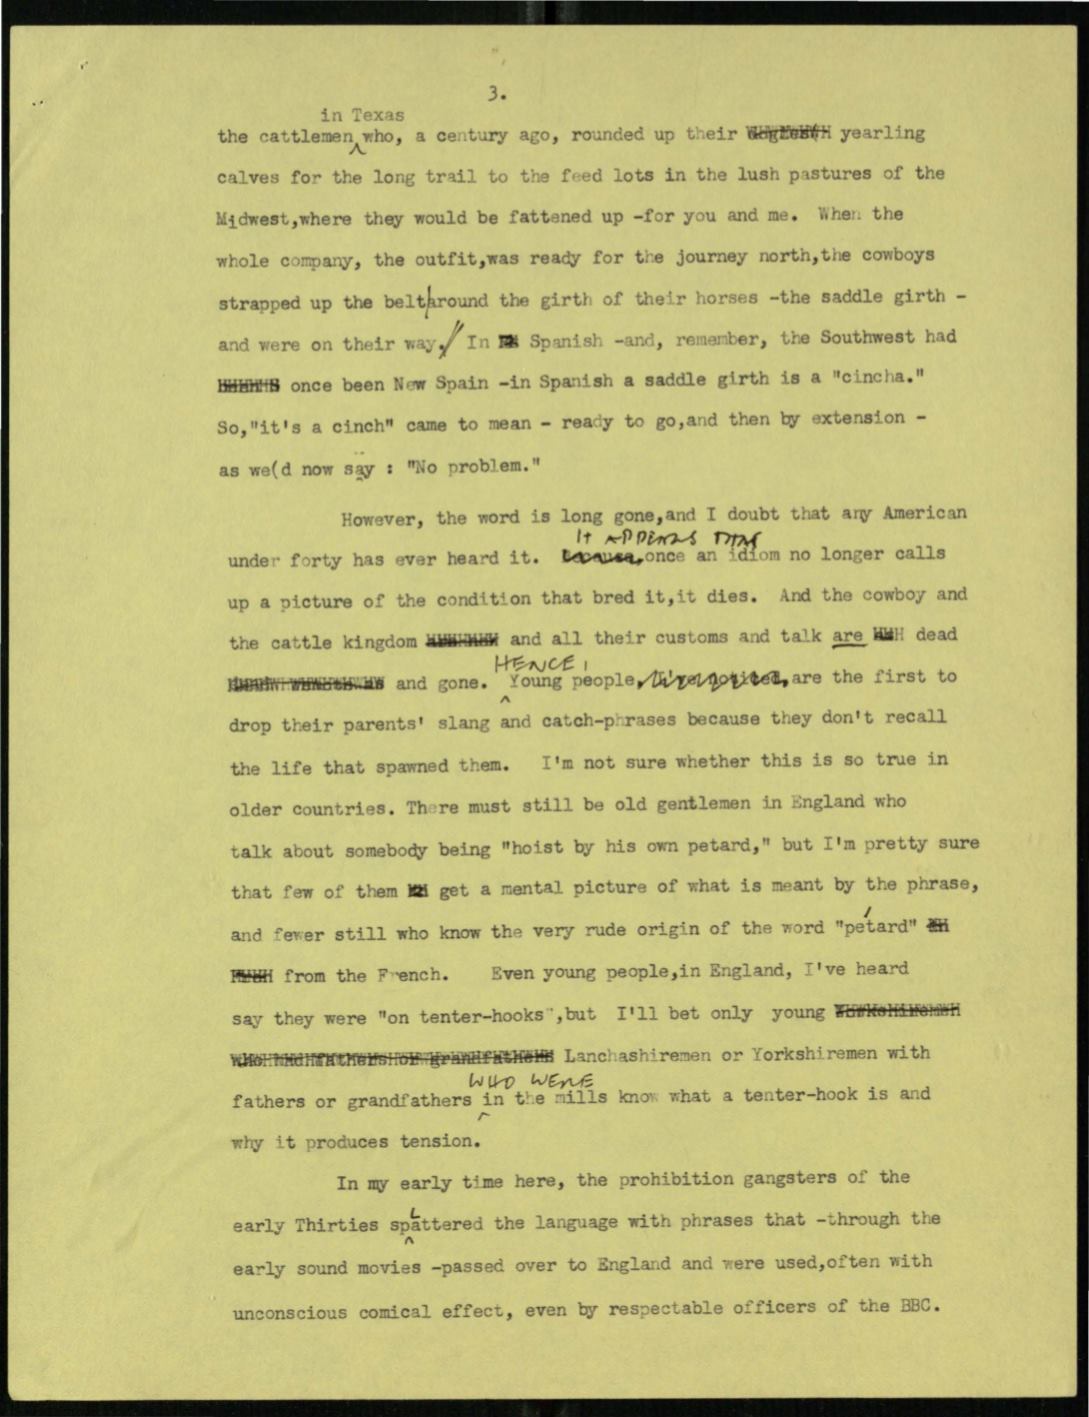 3.
in Texas
the cattlemen who, a century ago, rounded up their yearling
calves for the long trail to the feed lots in the lush pastures of the
Midwest,where they would be fattened up -for you and me. When the
whole company, the outfit,was ready for the journey north,the cowboys
strapped up the belt around the girth of their horses -the saddle girth -
and were on their way. In Spanish -and, remember, the Southwest had
once been New Spain -in Spanish a saddle girth is a "cincha."
So,"it's a cinch" came to mean - ready to go,and then by extension -
as we(d now say : "No problem."
However, the word is long gone,and I doubt that any American
IT APPEARS THAT
under forty has ever heard it. Because, once an idiom no longer calls
up a picture of the condition that bred it,it dies. And the cowboy and
the cattle kingdom and all their customs and talk are dead
HENCE,
and gone. Young people, I've noticed, are the first to
drop their parents' slang and catch-phrases because they don't recall
the life that spawned them. I'm not sure whether this is so true in
older countries. There must still be old gentlemen in England who
talk about somebody being "hoist by his own petard," but I'm pretty sure
that few of them get a mental picture of what is meant by the phrase,
and fewer still who know the very rude origin of the word "pétard"
from the French. Even young people,in England, I've heard
say they were "on tenter-hooks",but I'll bet only young Yorkshiremen
who had fathers or grandfathers Lanchashiremen or Yorkshiremen with
WHO WERE
fathers or grandfathers in the mills know what a tenter-hook is and
why it produces tension.
In my early time here, the prohibition gangsters of the
L
early Thirties spattered the language with phrases that -through the
early sound movies -passed over to England and were used,often with
unconscious comical effect, even by respectable officers of the BBC.